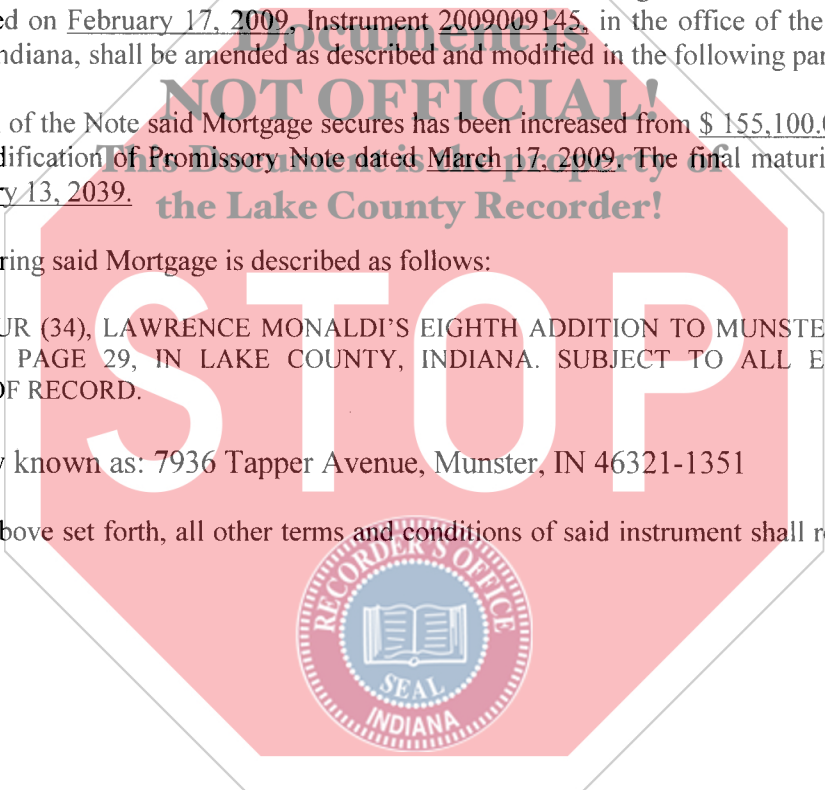 ed on February 17, 2009, Instrument 2009009145, in the office of the
Document is
ndiana, shall be amended as described and modified in the following par
NOT OFFICIAL!
of the Note said Mortgage secures has been increased from $ 155,100.0
dification of Promissory Note dated March 17, 2009. The final maturi
This Document is the property of
y 13, 2039.
the Lake County Recorder!
ring said Mortgage is described as follows:
STOP
UR (34), LAWRENCE MONALDI'S EIGHTH ADDITION TO MUNSTE
PAGE 29, IN LAKE COUNTY, INDIANA. SUBJECT TO ALL E
OF RECORD.
y known as: 7936 Tapper Avenue, Munster, IN 46321-1351
bove set forth, all other terms and conditions of said instrument shall r
RECORDER'S OFFICE
SEAL
INDIANA